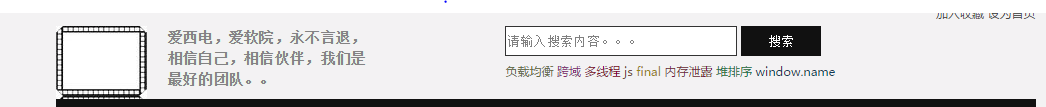 加入收藏 设为首页
爱西电，爱软院，永不言退，
相信自己，相信伙伴，我们是
最好的团队。。
请输入搜索内容。。。
搜索
负载均衡 跨域 多线程 js final 内存泄露 堆排序 window.name